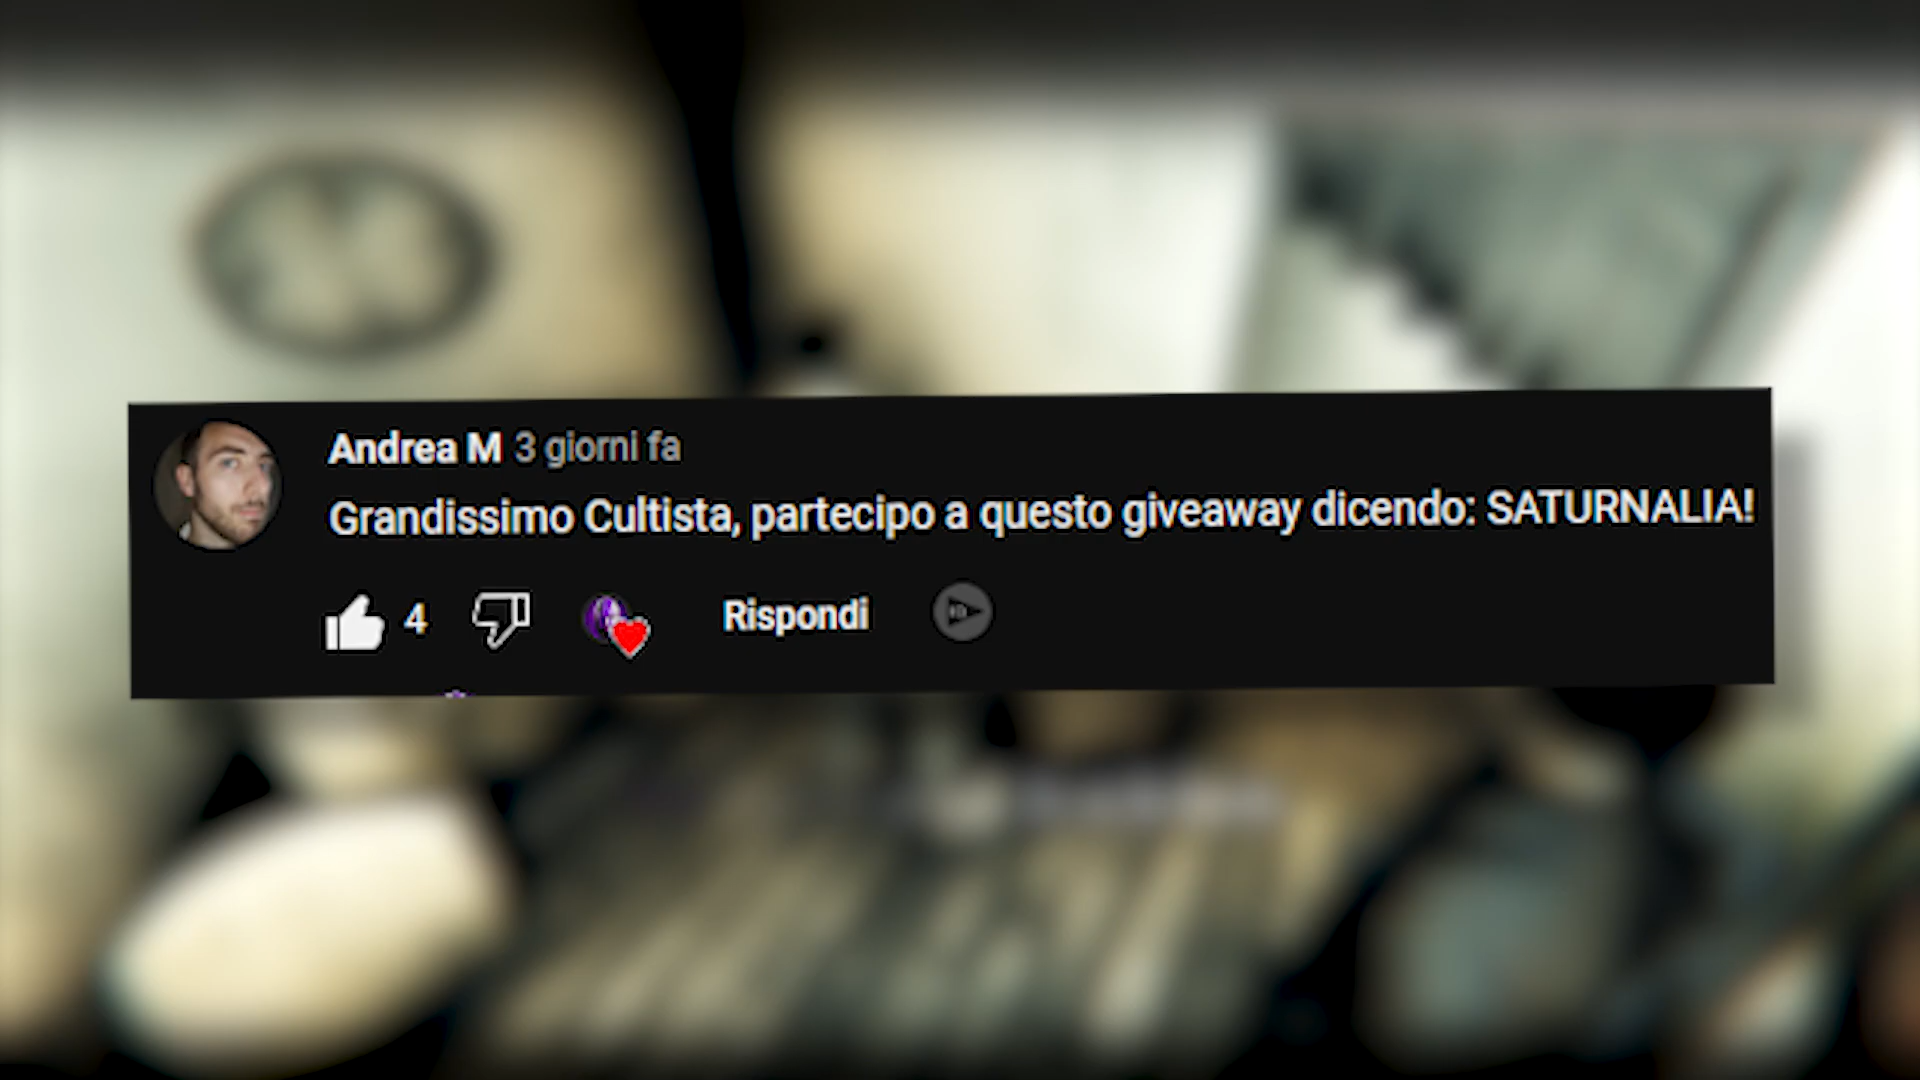 Andrea M 3 giorni fa
Grandissimo Cultista, partecipo a questo giveaway dicendo: SATURNALIA!
4 Rispondi